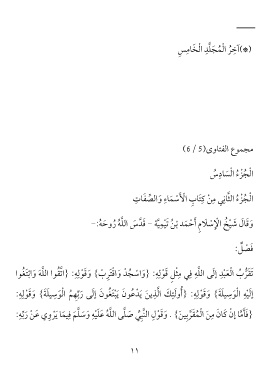 (*)آخِرُ الْمُجَلَّدِ الْخَامِسِ
مجموع الفتاوى(5 / 6)
الْجُزْءُ السَّادِسُ
الْجُزْءُ الثَّانِي مِنْ كِتَابِ الْأَسْمَاءِ وَالصِّفَاتِ
وَقَالَ شَيْخُ الْإِسْلَامِ أَحْمَد بْنُ تَيْمِيَّة - قَدَّسَ اللَّهُ رُوحَهُ:-
فَصْلٌ:
تَقَرُّبُ الْعَبْدِ إلَى اللَّهِ فِي مِثْلِ قَوْلِهِ: {وَاسْجُدْ وَاقْتَرِبْ} وَقَوْلِهِ: {اتَّقُوا اللَّهَ وَابْتَغُوا
إلَيْهِ الْوَسِيلَةَ} وَقَوْلِهِ: {أُولَئِكَ الَّذِينَ يَدْعُونَ يَبْتَغُونَ إلَى رَبِّهِمُ الْوَسِيلَةَ} وَقَوْلِهِ:
{فَأَمَّا إنْ كَانَ مِنَ الْمُقَرَّبِينَ} . وَقَوْلِ النَّبِيِّ صَلَّى اللَّهُ عَلَيْهِ وَسَلَّمَ فِيمَا يَرْوِي عَنْ رَبِّهِ:
١١